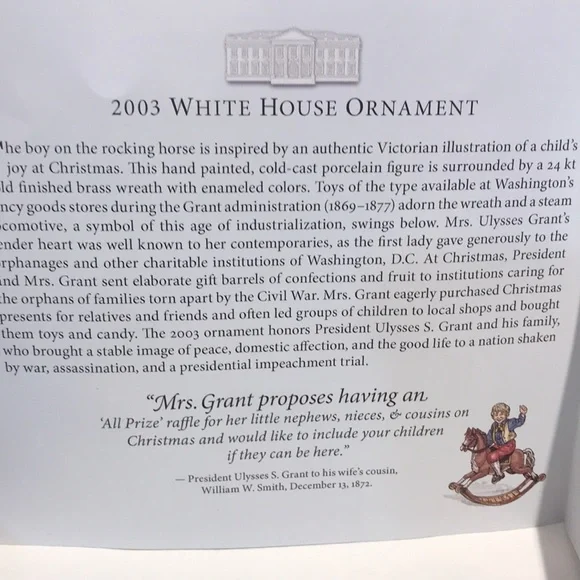 2003 WHITE HOUSE ORNAMENT
he boy on the rocking horse is inspired by an authentic Victorian illustration of a child's
joy at Christmas. This hand painted, cold-cast porcelain figure is surrounded by a 24 kt
ld finished brass wreath with enameled colors. Toys of the type available at Washington's
ncy goods stores during the Grant administration (1869–1877) adorn the wreath and a steam
comotive, a symbol of this age of industrialization, swings below. Mrs. Ulysses Grant's
ender heart was well known to her contemporaries, as the first lady gave generously to the
rphanages and other charitable institutions of Washington, D.C. At Christmas, President
nd Mrs. Grant sent elaborate gift barrels of confections and fruit to institutions caring for
the orphans of families torn apart by the Civil War. Mrs. Grant eagerly purchased Christmas
presents for relatives and friends and often led groups of children to local shops and bought
them toys and candy. The 2003 ornament honors President Ulysses S. Grant and his family,
who brought a stable image of peace, domestic affection, and the good life to a nation shaken
by war, assassination, and a presidential impeachment trial.
“Mrs. Grant proposes having an
‘All Prize’ raffle for her little nephews, nieces, & cousins on
Christmas and would like to include your children
if they can be here.”
— President Ulysses S. Grant to his wife's cousin,
William W. Smith, December 13, 1872.